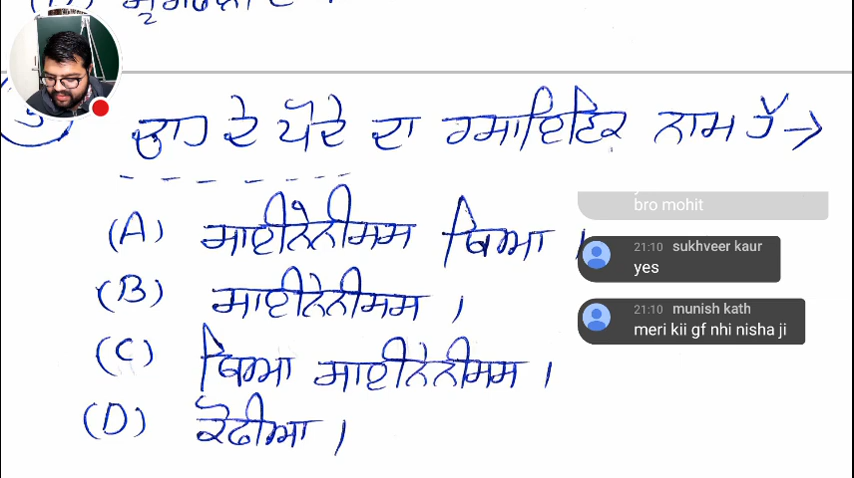 ਚਾਹ ਦੇ ਪੌਦੇ ਦਾ ਰਸਾਇਣਿਕ ਨਾਮ ਹੈ →
(A) ਸਾਈਨੇਨੀਸਸ ਥਿਆ
(B) ਸਾਈਨੇਨੀਸਸ ।
(C) ਥਿਆ ਸਾਈਨੇਨੀਸਸ ।
(D) ਕੋਫੀਆ ।
bro mohit
21:10 sukhveer kaur
yes
21:10 munish kath
meri kii gf nhi nisha ji